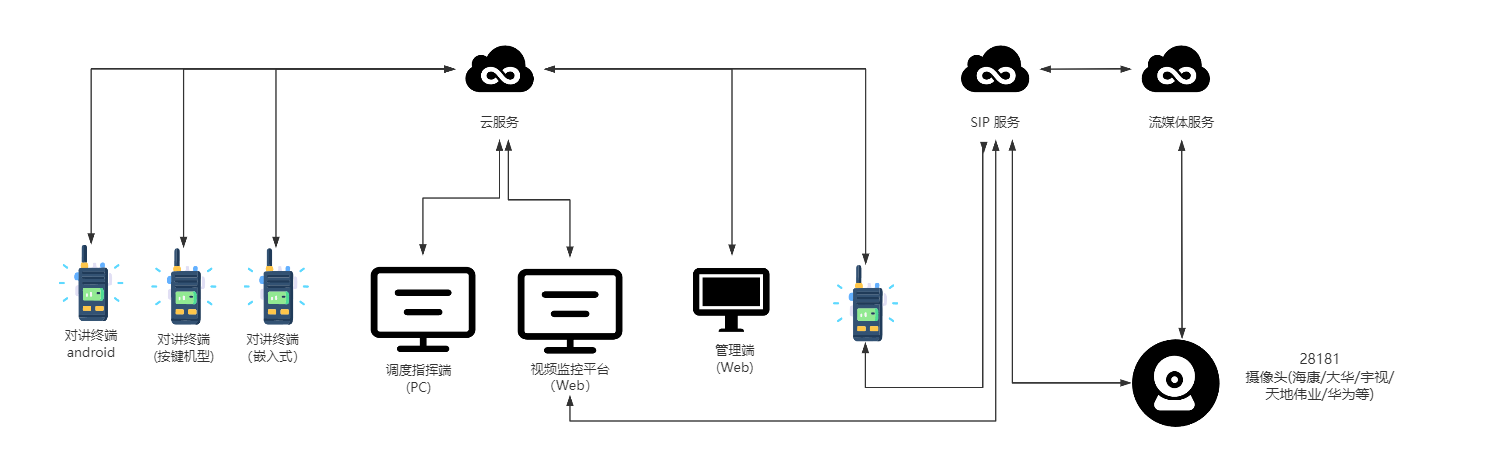 云服务
SIP 服务
流媒体服务
对讲终端
android
对讲终端
(按键机型)
对讲终端
（嵌入式）
调度指挥端
（PC）
视频监控平台
（Web）
管理端
(Web)
28181
摄像头(海康/大华/宇视/
天地伟业/华为等)